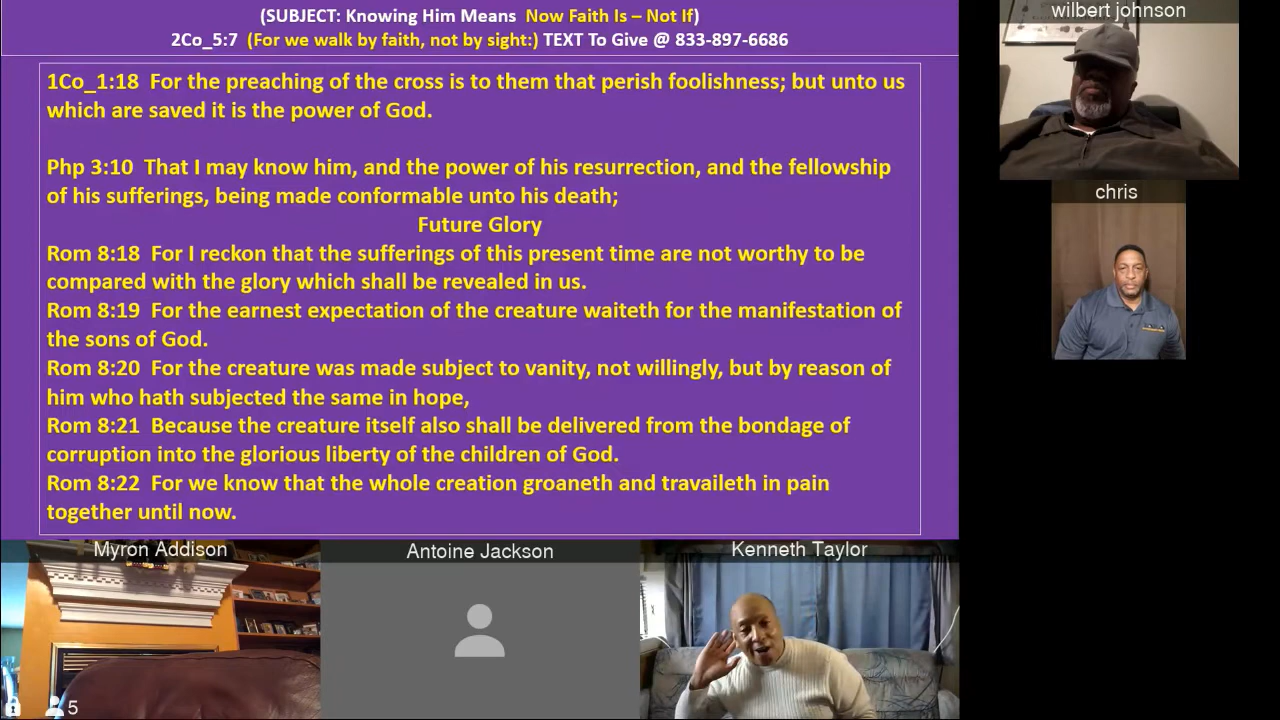 (SUBJECT: Knowing Him Means Now Faith Is – Not If)
2Co_5:7 (For we walk by faith, not by sight:) TEXT To Give @ 833-897-6686
1Co_1:18 For the preaching of the cross is to them that perish foolishness; but unto us
which are saved it is the power of God.
Php 3:10 That I may know him, and the power of his resurrection, and the fellowship
of his sufferings, being made conformable unto his death;
Future Glory
Rom 8:18 For I reckon that the sufferings of this present time are not worthy to be
compared with the glory which shall be revealed in us.
Rom 8:19 For the earnest expectation of the creature waiteth for the manifestation of
the sons of God.
Rom 8:20 For the creature was made subject to vanity, not willingly, but by reason of
him who hath subjected the same in hope,
Rom 8:21 Because the creature itself also shall be delivered from the bondage of
corruption into the glorious liberty of the children of God.
Rom 8:22 For we know that the whole creation groaneth and travaileth in pain
together until now.
wilbert johnson
chris
Myron Addison
Antoine Jackson
Kenneth Taylor
5